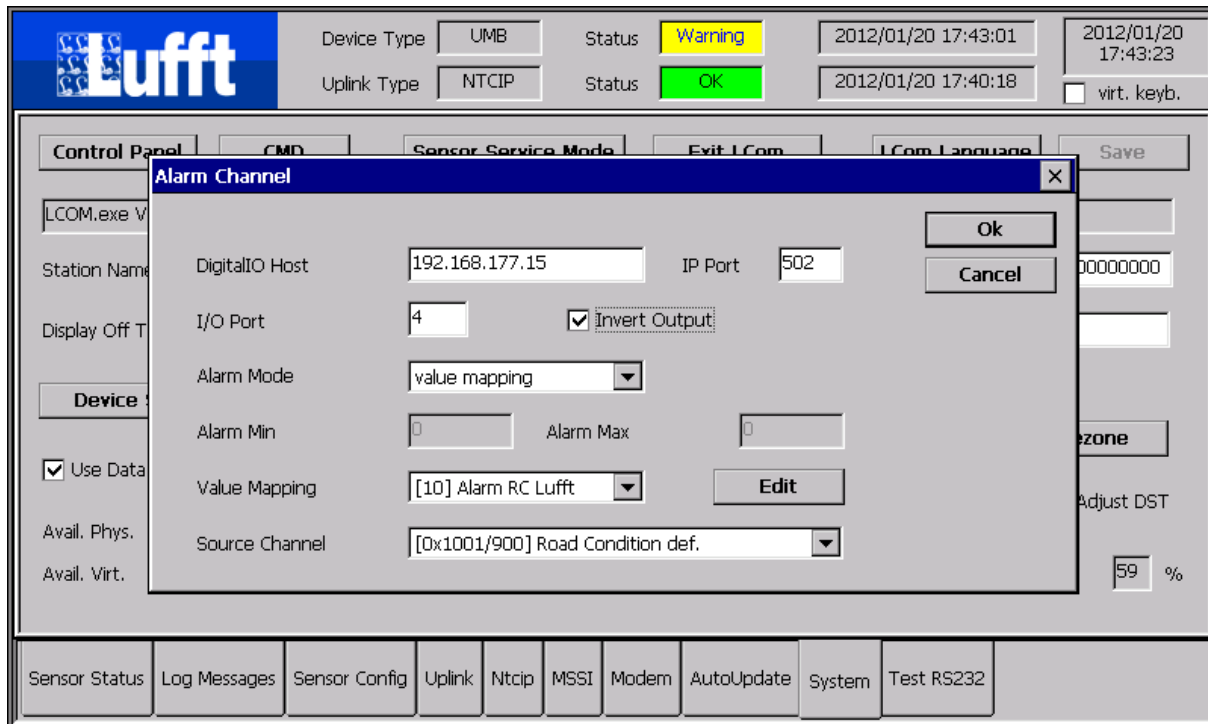 Lufft
Device Type UMB Status Warning 2012/01/20 17:43:01 2012/01/20
17:43:23
Uplink Type NTCIP Status OK 2012/01/20 17:40:18 virt. keyb.
Control Panel CMD Sensor Service Mode Exit LCom LCom Language Save
Alarm Channel
LCOM.exe V
Ok
Station Name DigitalIO Host 192.168.177.15 IP Port 502 Cancel 00000000
Display Off T I/O Port 4 Invert Output
Alarm Mode value mapping
Device S
Alarm Min 0 Alarm Max 0 ezone
Use Data Value Mapping [10] Alarm RC Lufft Edit
Adjust DST
Avail. Phys. Source Channel [0x1001/900] Road Condition def.
Avail. Virt. 59 %
Sensor Status Log Messages Sensor Config Uplink Ntcip MSSI Modem AutoUpdate System Test RS232